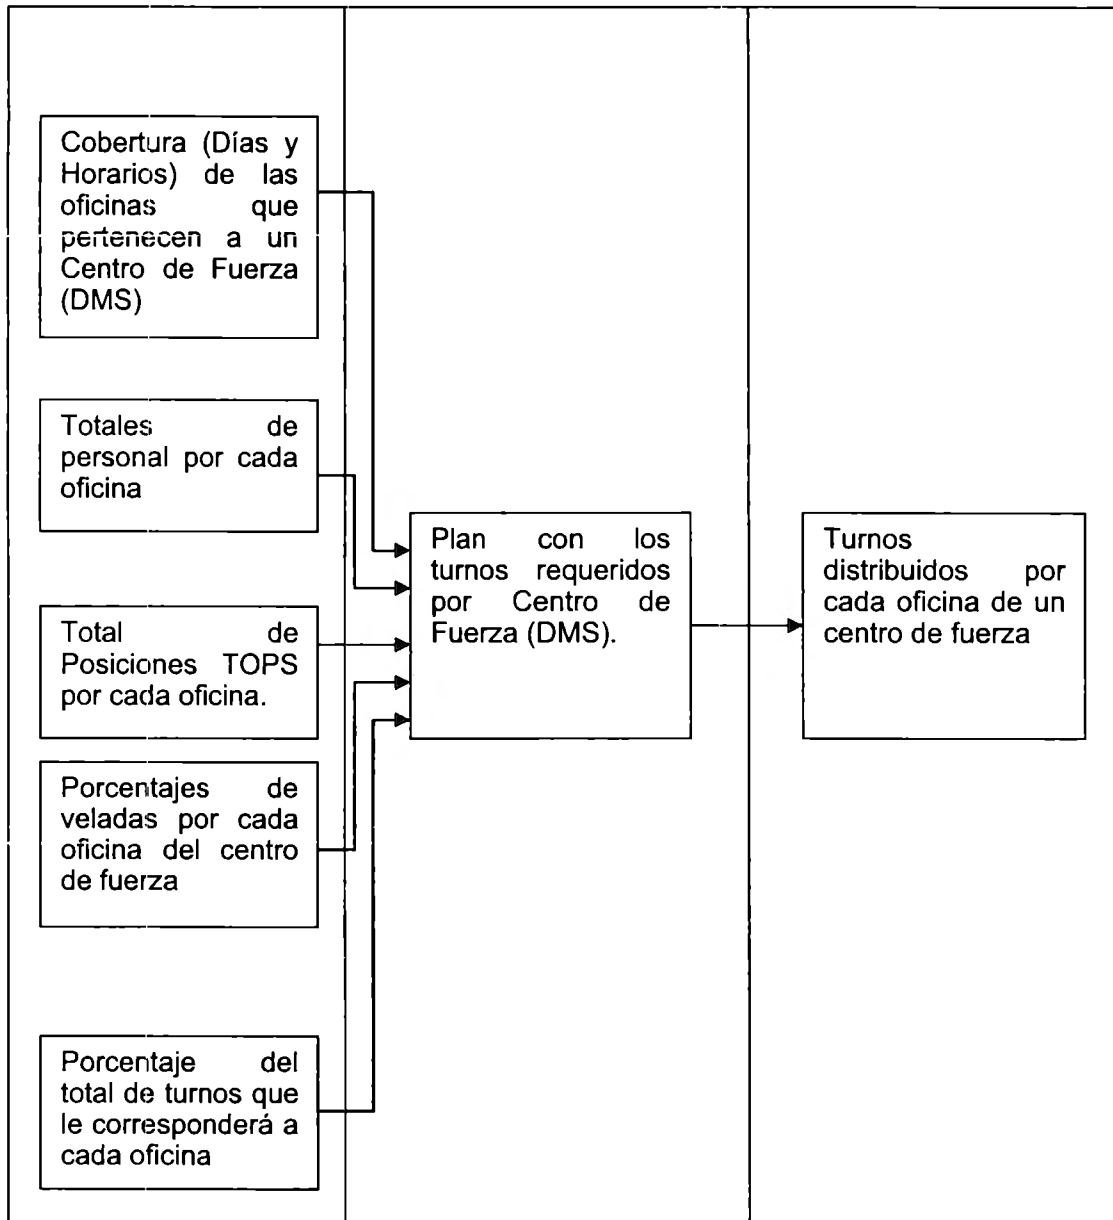 Cobertura (Días y
Horarios) de las
oficinas que
pertenecen a un
Centro de Fuerza
(DMS)
Totales de
personal por cada
oficina
Total de
Posiciones TOPS
por cada oficina.
Porcentajes de
veladas por cada
oficina del centro
de fuerza
Porcentaje del
total de turnos que
le corresponderá a
cada oficina
Plan con los
turnos requeridos
por Centro de
Fuerza (DMS).
Turnos
distribuidos por
cada oficina de un
centro de fuerza